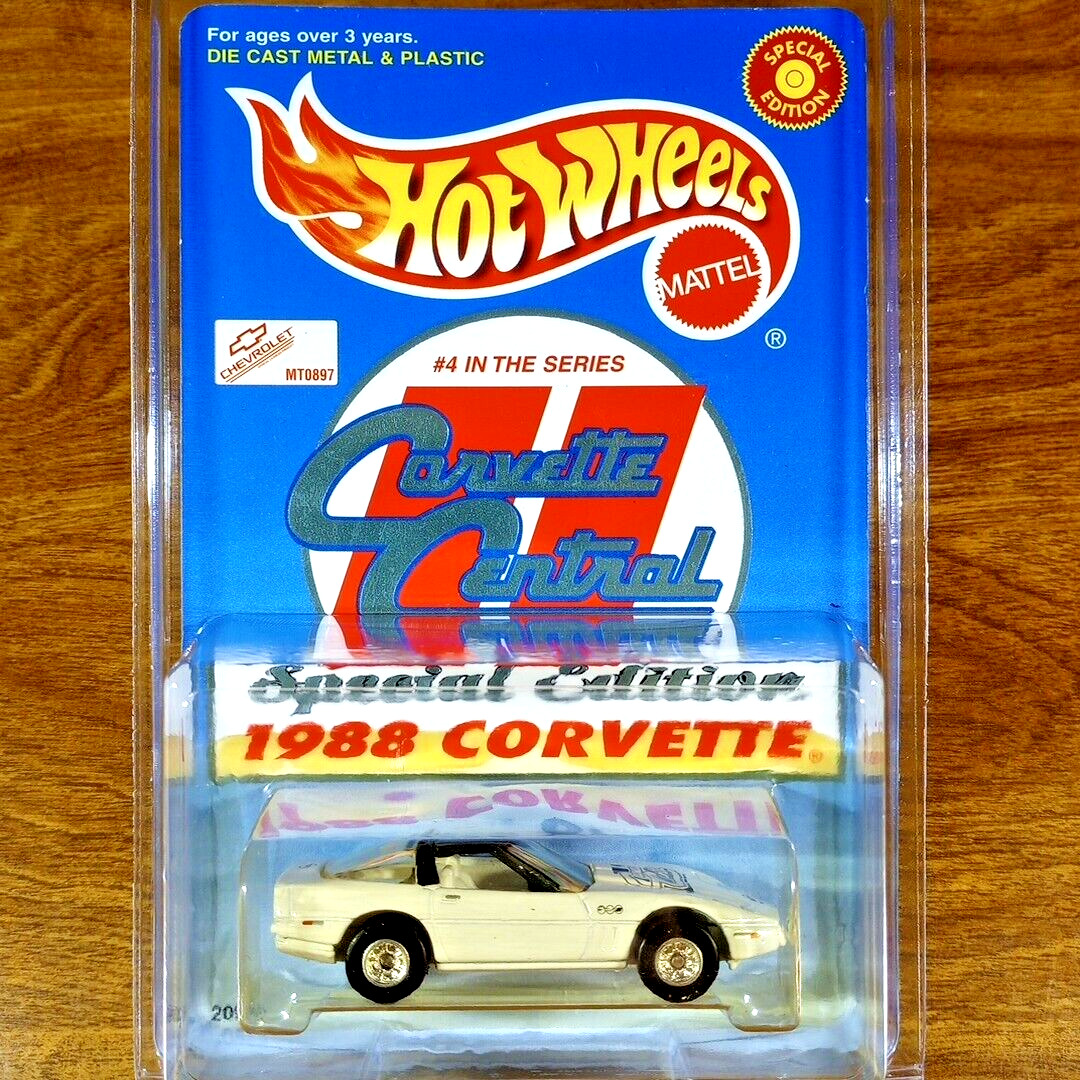 For ages over 3 years.
DIE CAST METAL & PLASTIC
SPECIAL EDITION
HOT WHEELS
MATTEL
®
CHEVROLET
MT0897
#4 IN THE SERIES
Corvette
Central
Special Edition
1988 CORVETTE®